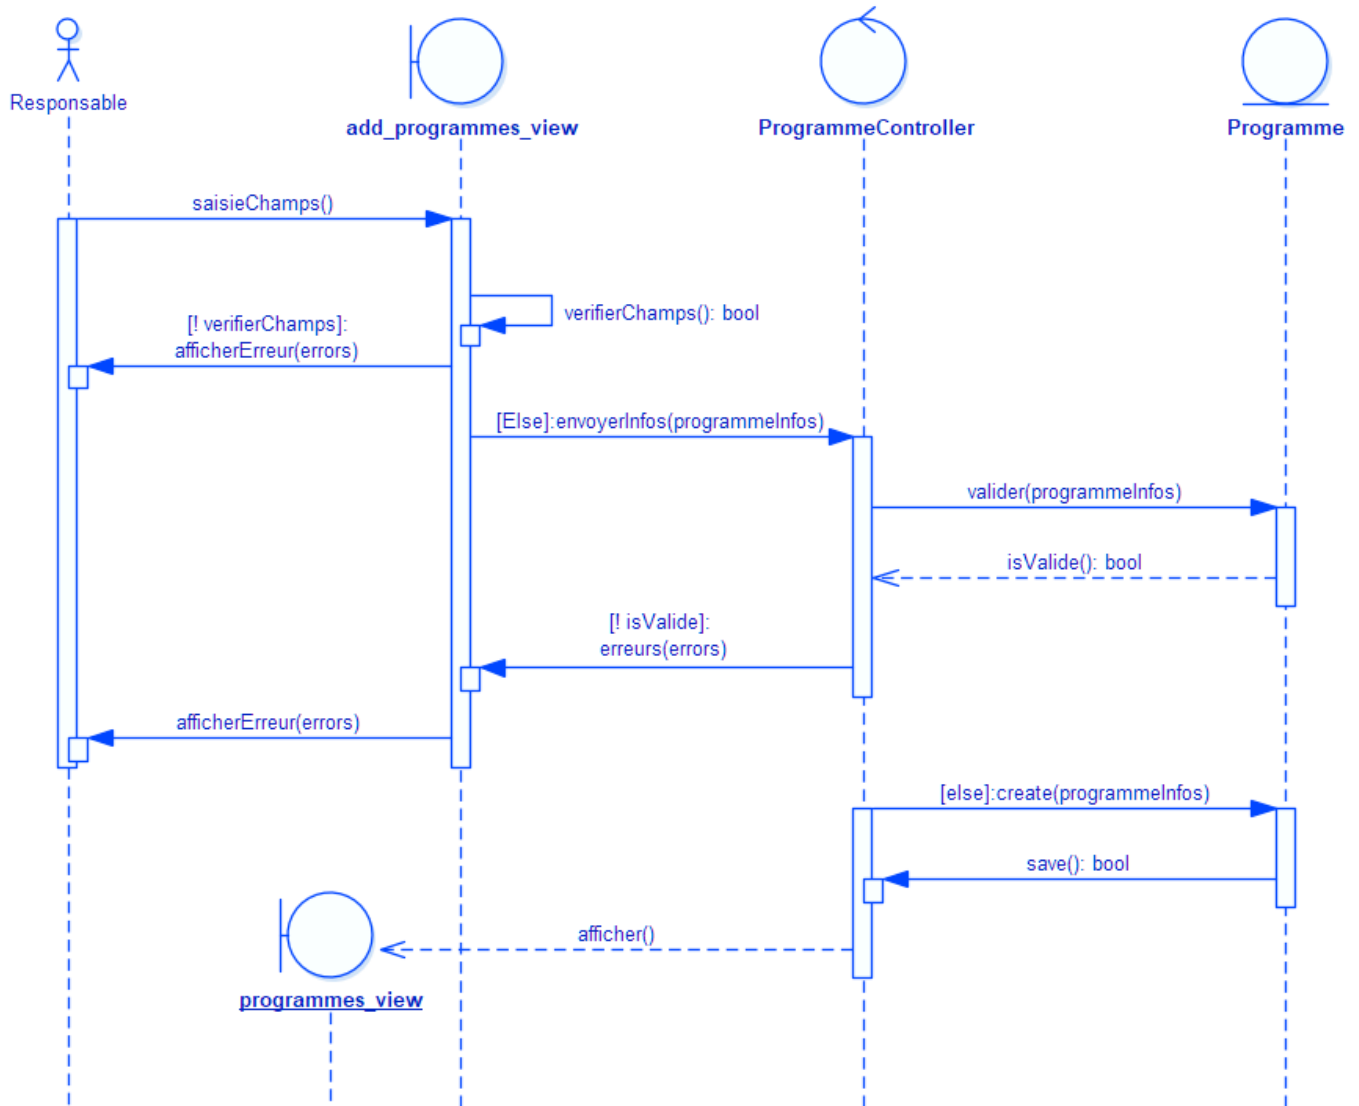 Responsable
add_programmes_view
ProgrammeController
Programme
saisieChamps()
verifierChamps(): bool
[! verifierChamps]:
afficherErreur(errors)
[Else]:envoyerInfos(programmeInfos)
valider(programmeInfos)
isValide(): bool
[! isValide]:
erreurs(errors)
afficherErreur(errors)
[else]:create(programmeInfos)
save(): bool
afficher()
programmes_view